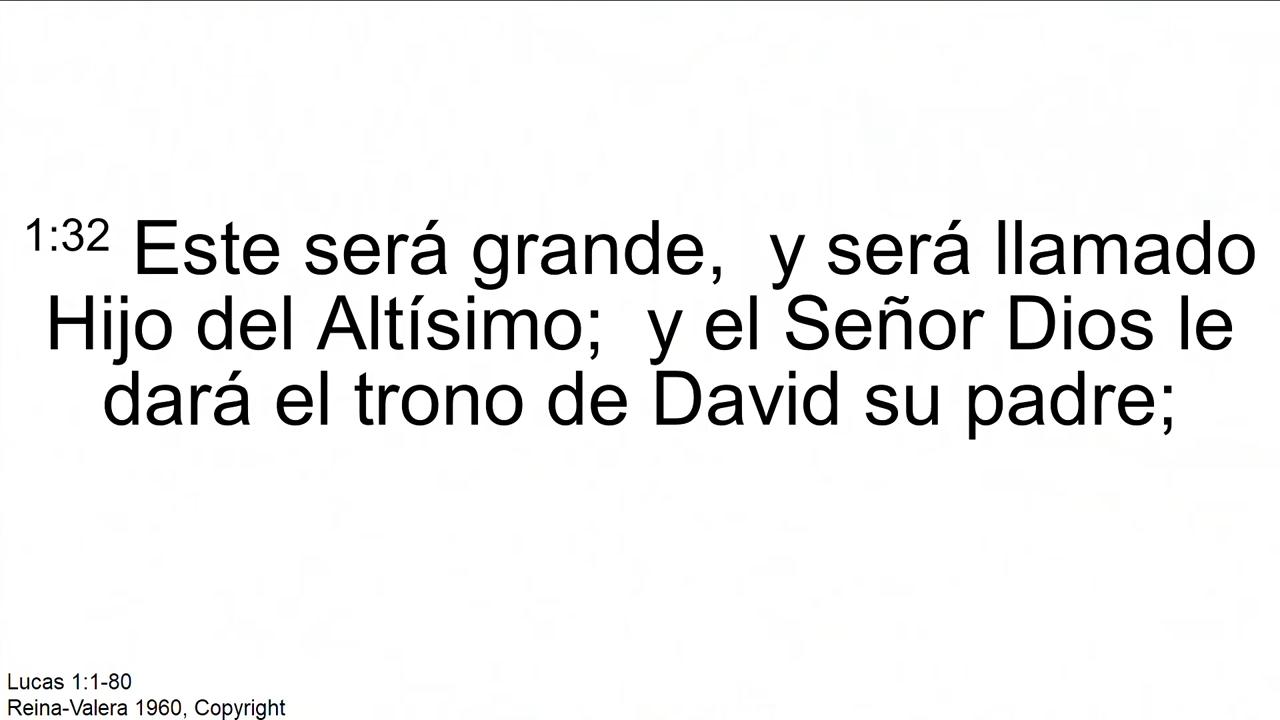 1:32 Este será grande,  y será llamado
Hijo del Altísimo;  y el Señor Dios le
dará el trono de David su padre;
Lucas 1:1-80
Reina-Valera 1960, Copyright